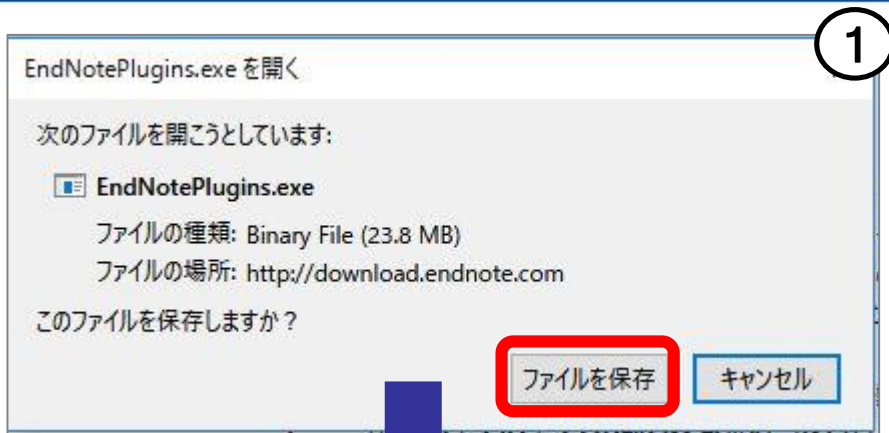 ①
EndNotePlugins.exe を開く
次のファイルを開こうとしています:
EndNotePlugins.exe
ファイルの種類: Binary File (23.8 MB)
ファイルの場所: http://download.endnote.com
このファイルを保存しますか？
ファイルを保存 キャンセル